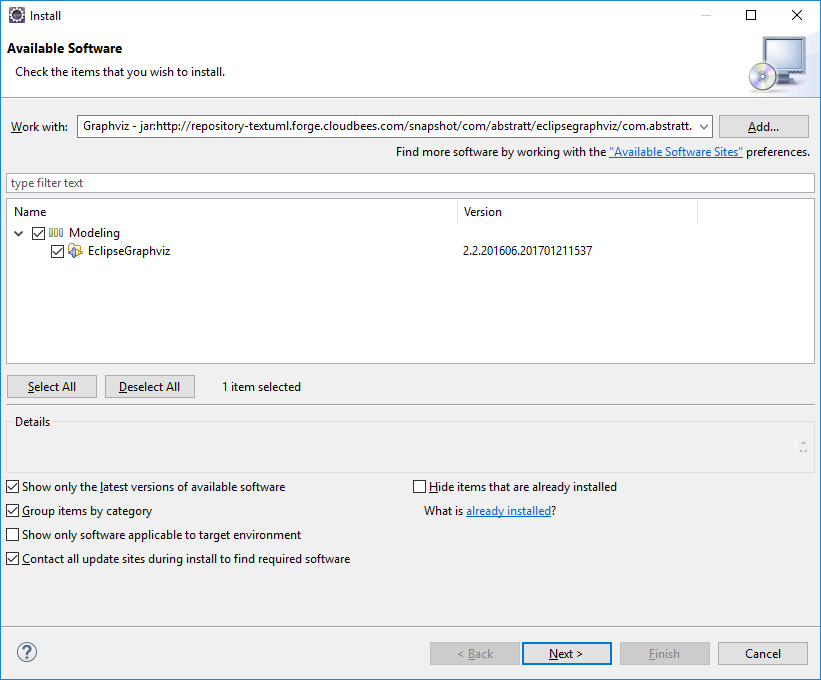 Install
Available Software
Check the items that you wish to install.
Work with: Graphviz - jar:http://repository-textuml.forge.cloudbees.com/snapshot/com/abstratt/eclipsegraphviz/com.abstratt. Add...
Find more software by working with the "Available Software Sites" preferences.
type filter text
Name Version
Modeling
EclipseGraphviz 2.2.201606.201701211537
Select All Deselect All 1 item selected
Details
Show only the latest versions of available software Hide items that are already installed
Group items by category What is already installed?
Show only software applicable to target environment
Contact all update sites during install to find required software
? < Back Next > Finish Cancel